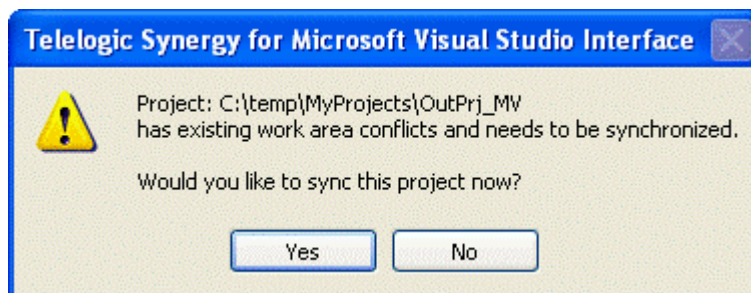 Telelogic Synergy for Microsoft Visual Studio Interface
Project: C:\temp\MyProjects\OutPrj_MV
has existing work area conflicts and needs to be synchronized.
Would you like to sync this project now?
Yes No